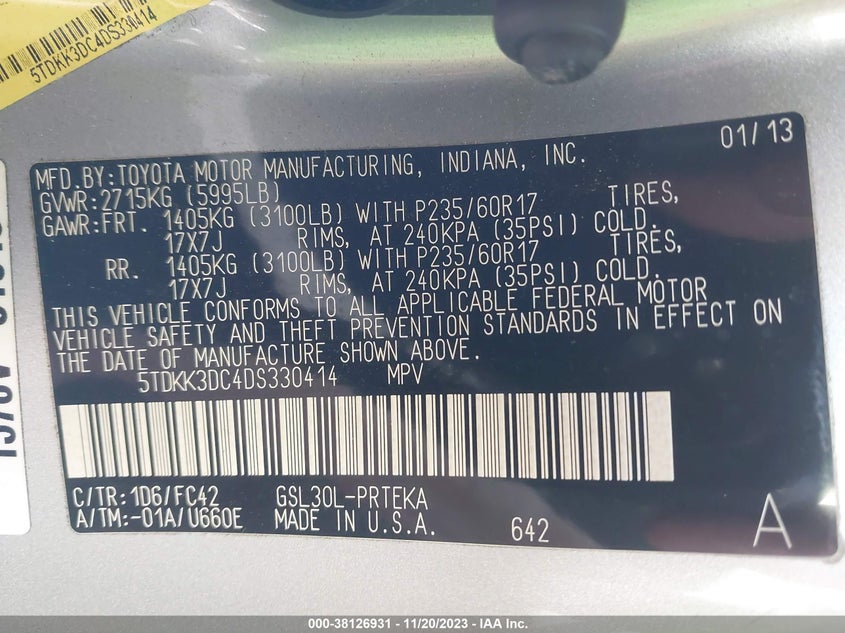 5TDKK3DC4DS330414
01/13
MFD.BY:TOYOTA MOTOR MANUFACTURING, INDIANA, INC.
GVWR:2715KG (5995LB)
GAWR:FRT. 1405KG (3100LB) WITH P235/60R17 TIRES,
17X7J RIMS, AT 240KPA (35PSI) COLD.
RR. 1405KG (3100LB) WITH P235/60R17 TIRES,
17X7J RIMS, AT 240KPA (35PSI) COLD.
THIS VEHICLE CONFORMS TO ALL APPLICABLE FEDERAL MOTOR
VEHICLE SAFETY AND THEFT PREVENTION STANDARDS IN EFFECT ON
THE DATE OF MANUFACTURE SHOWN ABOVE.
5TDKK3DC4DS330414 MPV
C/TR:1D6/FC42 GSL30L-PRTEKA
A/TM:-01A/U660E MADE IN U.S.A. 642 A
000-38126931 - 11/20/2023 - IAA Inc.